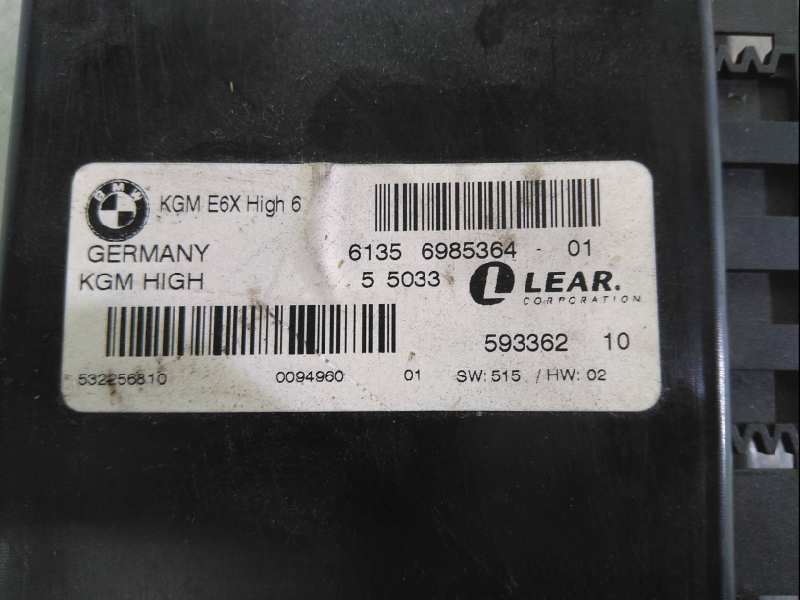 BMW
KGM E6X High 6
GERMANY 6135 6985364 - 01
KGM HIGH 5 5033 LEAR.
CORPORATION
593362 10
532256810 0094960 01 SW: 515 / HW: 02